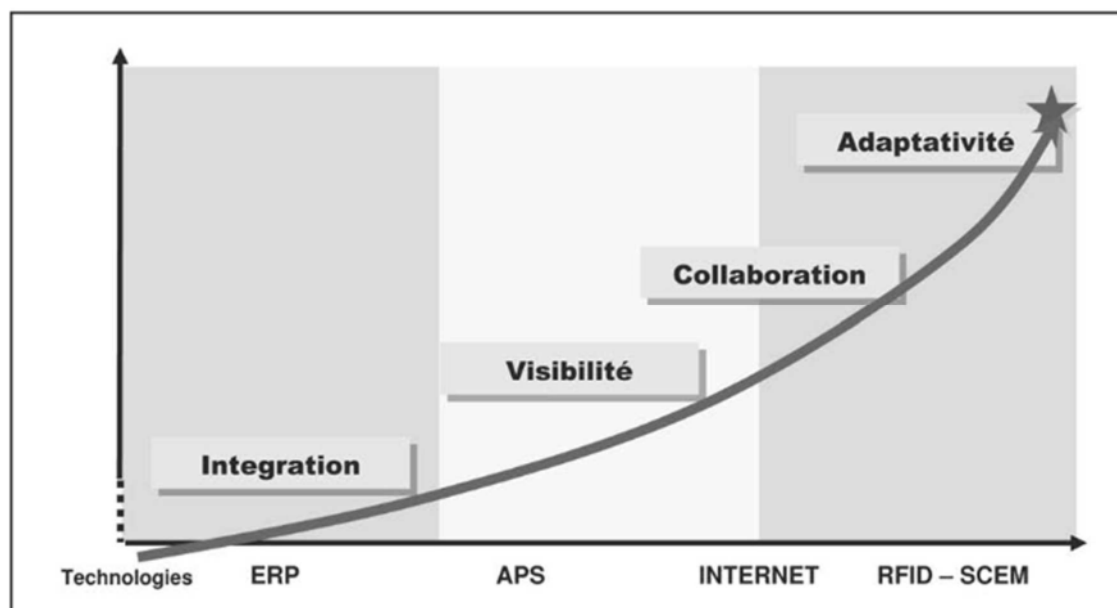 Adaptativité
Collaboration
Visibilité
Integration
Technologies ERP APS INTERNET RFID – SCEM